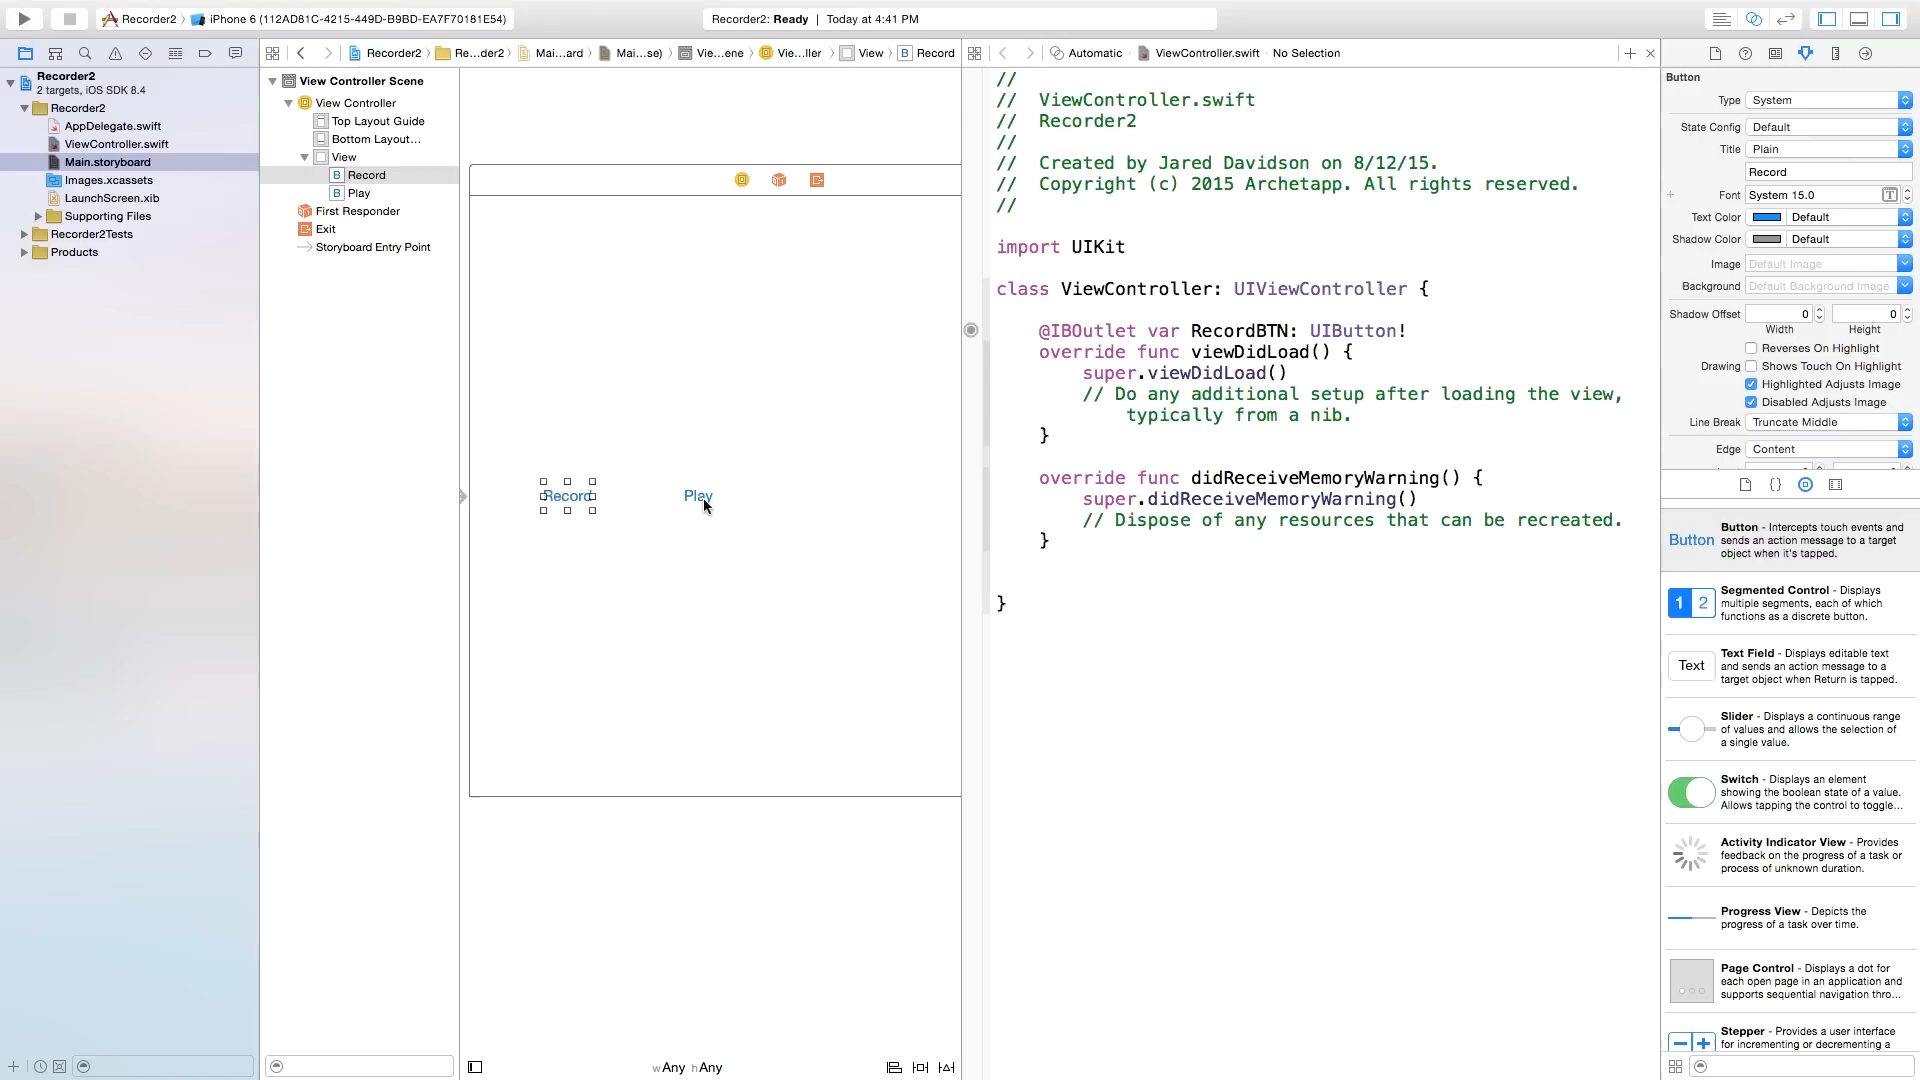 Recorder2 〉 iPhone 6 (112AD81C-4215-449D-B9BD-EA7F70181E54)
Recorder2: Ready | Today at 4:41 PM
Recorder2 〉 Re...der2 〉 Mai...ard 〉 Mai...se) 〉 Vie...ene 〉 Vie...ller 〉 View 〉 B Record
Automatic 〉 ViewController.swift 〉 No Selection
Recorder2
2 targets, iOS SDK 8.4
Recorder2
AppDelegate.swift
ViewController.swift
Main.storyboard
Images.xcassets
LaunchScreen.xib
Supporting Files
Recorder2Tests
Products
View Controller Scene
View Controller
Top Layout Guide
Bottom Layout...
View
B Record
B Play
First Responder
Exit
Storyboard Entry Point
Record
Play
wAny hAny
//
// ViewController.swift
// Recorder2
//
// Created by Jared Davidson on 8/12/15.
// Copyright (c) 2015 Archetapp. All rights reserved.
//
import UIKit
class ViewController: UIViewController {
@IBOutlet var RecordBTN: UIButton!
override func viewDidLoad() {
super.viewDidLoad()
// Do any additional setup after loading the view,
typically from a nib.
}
override func didReceiveMemoryWarning() {
super.didReceiveMemoryWarning()
// Dispose of any resources that can be recreated.
}
}
Button
Type System
State Config Default
Title Plain
Record
Font System 15.0
Text Color Default
Shadow Color Default
Image Default Image
Background Default Background Image
Shadow Offset 0 0
Width Height
Reverses On Highlight
Drawing Shows Touch On Highlight
Highlighted Adjusts Image
Disabled Adjusts Image
Line Break Truncate Middle
Edge Content
Button
Button - Intercepts touch events and
sends an action message to a target
object when it's tapped.
1 2
Segmented Control - Displays
multiple segments, each of which
functions as a discrete button.
Text
Text Field - Displays editable text
and sends an action message to a
target object when Return is tapped.
Slider - Displays a continuous range
of values and allows the selection of
a single value.
Switch - Displays an element
showing the boolean state of a value.
Allows tapping the control to toggle...
Activity Indicator View - Provides
feedback on the progress of a task or
process of unknown duration.
Progress View - Depicts the
progress of a task over time.
Page Control - Displays a dot for
each open page in an application and
supports sequential navigation thro...
Stepper - Provides a user interface
for incrementing or decrementing a